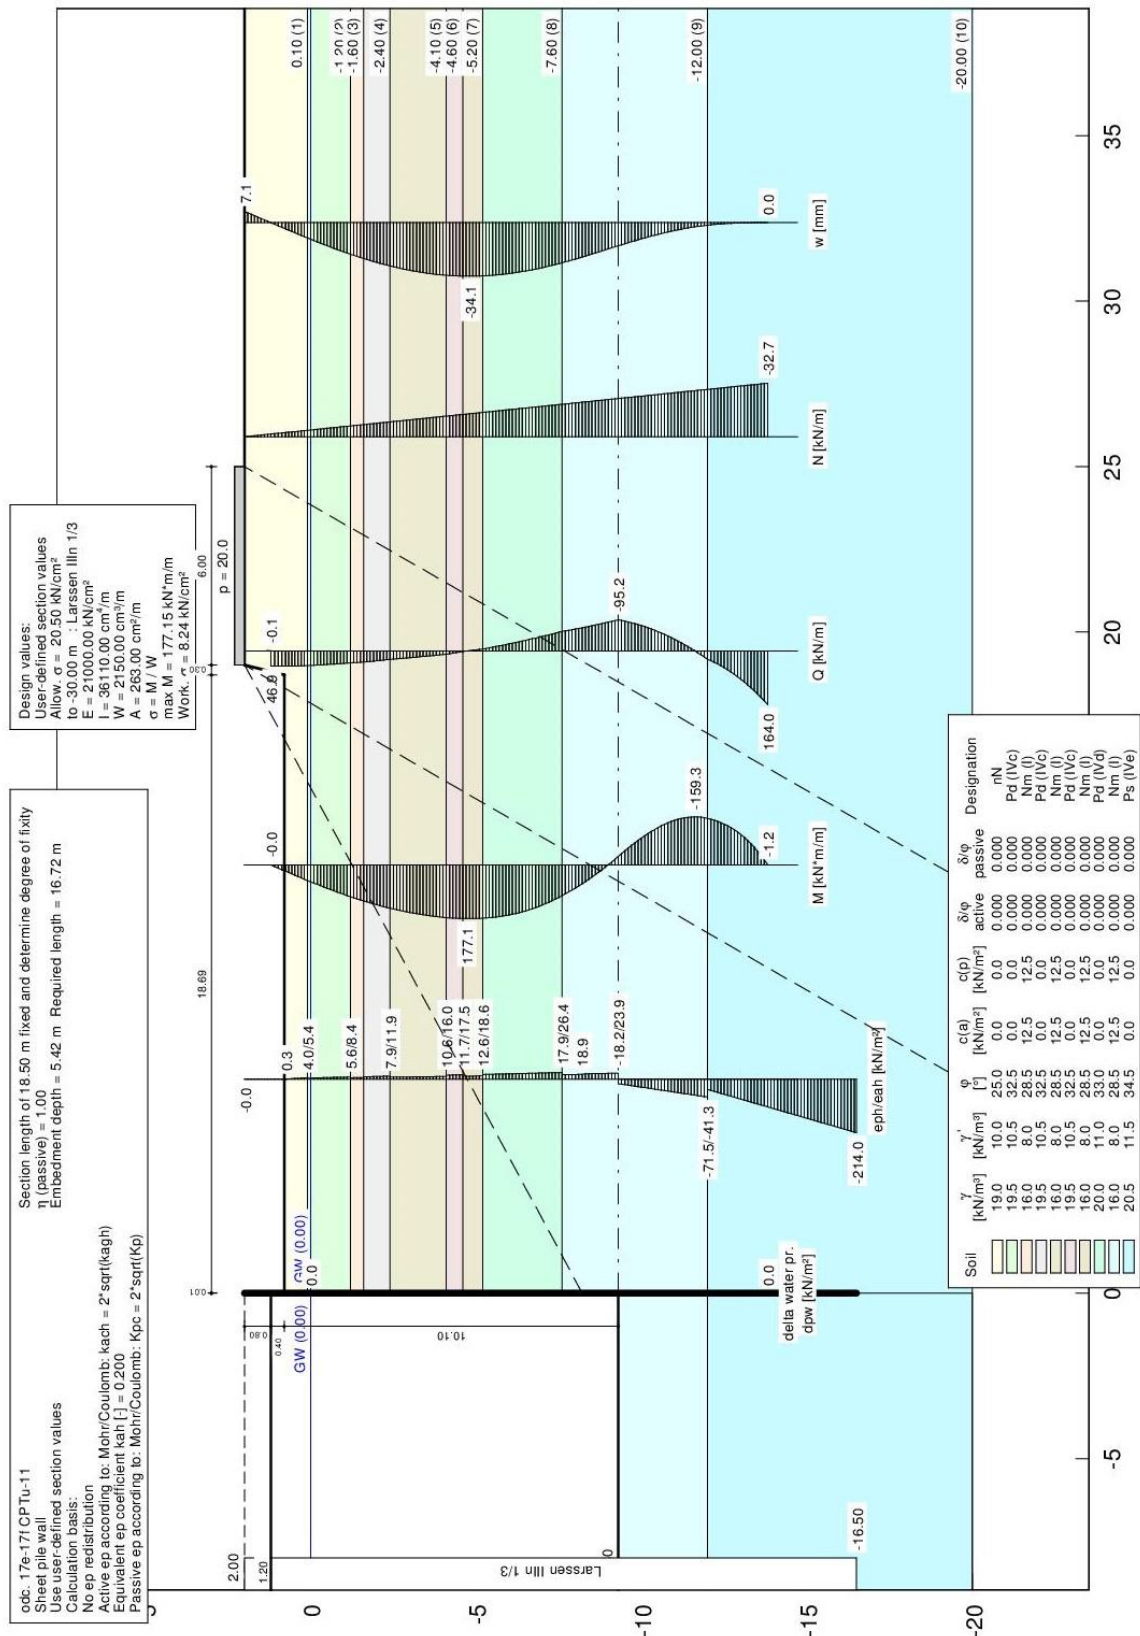 odc. 17e-17f CPTu-11
Sheet pile wall
Use user-defined section values
Calculation basis:
No ep redistribution
Active ep according to: Mohr/Coulomb: kach = 2*sqrt(kagh)
Equivalent ep coefficient kah [-] = 0.200
Passive ep according to: Mohr/Coulomb: Kpc = 2*sqrt(Kp)
Section length of 18.50 m fixed and determine degree of fixity
η (passive) = 1.00
Embedment depth = 5.42 m Required length = 16.72 m
Design values:
User-defined section values
Allow. σ = 20.50 kN/cm²
to -30.00 m : Larssen IIIn 1/3
E = 21000.00 kN/cm²
I = 36110.00 cm⁴/m
W = 2150.00 cm³/m
A = 263.00 cm²/m
σ = M / W
max M = 177.15 kN*m/m
Work. σ = 8.24 kN/cm²
18.69
6.00
p = 20.0
2.00
1.20
0.80
0.40
10.10
GW (0.00)
GW (0.00)
0
Larssen IIIn 1/3
-16.50
0.0
0.0
delta water pr.
dpw [kN/m²]
-0.0
0.3
4.0/5.4
5.6/8.4
7.9/11.9
10.6/16.0
11.7/17.5
12.6/18.6
17.9/26.4
18.9
-18.2/23.9
-71.5/-41.3
-214.0
eph/eah [kN/m²]
-0.0
177.1
-159.3
-1.2
M [kN*m/m]
46.9
-0.1
-95.2
164.0
Q [kN/m]
-32.7
N [kN/m]
7.1
-34.1
0.0
w [mm]
0.10 (1)
-1.20 (2)
-1.60 (3)
-2.40 (4)
-4.10 (5)
-4.60 (6)
-5.20 (7)
-7.60 (8)
-12.00 (9)
-20.00 (10)
0
-5
-10
-15
-20
-5
0
20
25
30
35
Soil γ γ' φ c(a) c(p) δ/φ δ/φ Designation
[kN/m³] [kN/m³] [°] [kN/m²] [kN/m²] active passive
19.0 10.0 25.0 0.0 0.0 0.000 0.000 nN
19.5 10.5 32.5 0.0 0.0 0.000 0.000 Pd (IVc)
16.0 8.0 28.5 12.5 12.5 0.000 0.000 Nm (I)
19.5 10.5 32.5 0.0 0.0 0.000 0.000 Pd (IVc)
16.0 8.0 28.5 12.5 12.5 0.000 0.000 Nm (I)
19.5 10.5 32.5 0.0 0.0 0.000 0.000 Pd (IVc)
16.0 8.0 28.5 12.5 12.5 0.000 0.000 Nm (I)
20.0 11.0 33.0 0.0 0.0 0.000 0.000 Pd (IVd)
16.0 8.0 28.5 12.5 12.5 0.000 0.000 Nm (I)
20.5 11.5 34.5 0.0 0.0 0.000 0.000 Ps (IVe)